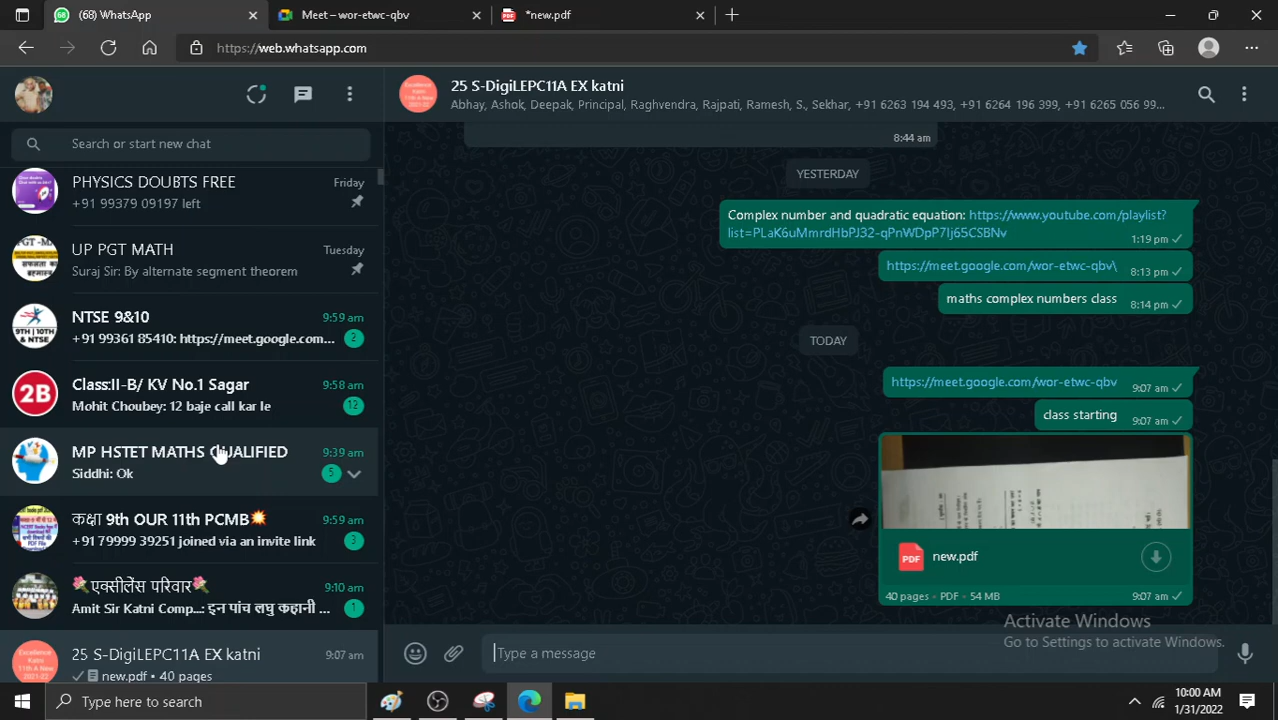 (68) WhatsApp
Meet – wor-etwc-qbv
*new.pdf
https://web.whatsapp.com
25 S-DigiLEPC11A EX katni
Abhay, Ashok, Deepak, Principal, Raghvendra, Rajpati, Ramesh, S., Sekhar, +91 6263 194 493, +91 6264 196 399, +91 6265 056 99...
Search or start new chat
8:44 am
PHYSICS DOUBTS FREE Friday
+91 99379 09197 left
YESTERDAY
Complex number and quadratic equation: https://www.youtube.com/playlist?
list=PLaK6uMmrdHbPJ32-qPnWDpP7Ij65CSBNv
1:19 pm
UP PGT MATH Tuesday
Suraj Sir: By alternate segment theorem
https://meet.google.com/wor-etwc-qbv\
8:13 pm
maths complex numbers class
8:14 pm
NTSE 9&10 9:59 am
+91 99361 85410: https://meet.google.com... 2
9TH | 10TH
& NTSE
TODAY
Class:II-B/ KV No.1 Sagar 9:58 am
Mohit Choubey: 12 baje call kar le 12
2B
https://meet.google.com/wor-etwc-qbv
9:07 am
class starting
9:07 am
MP HSTET MATHS QUALIFIED 9:39 am
Siddhi: Ok 5
कक्षा 9th OUR 11th PCMB💥 9:59 am
+91 79999 39251 joined via an invite link 3
PDF
new.pdf
40 pages • PDF • 54 MB 9:07 am
💐एक्सीलेंस परिवार🌹 9:10 am
Amit Sir Katni Comp...: इन पांच लघु कहानी ... 1
25 S-DigiLEPC11A EX katni 9:07 am
new.pdf • 40 pages
Type a message
Activate Windows
Go to Settings to activate Windows.
Type here to search
10:00 AM
1/31/2022